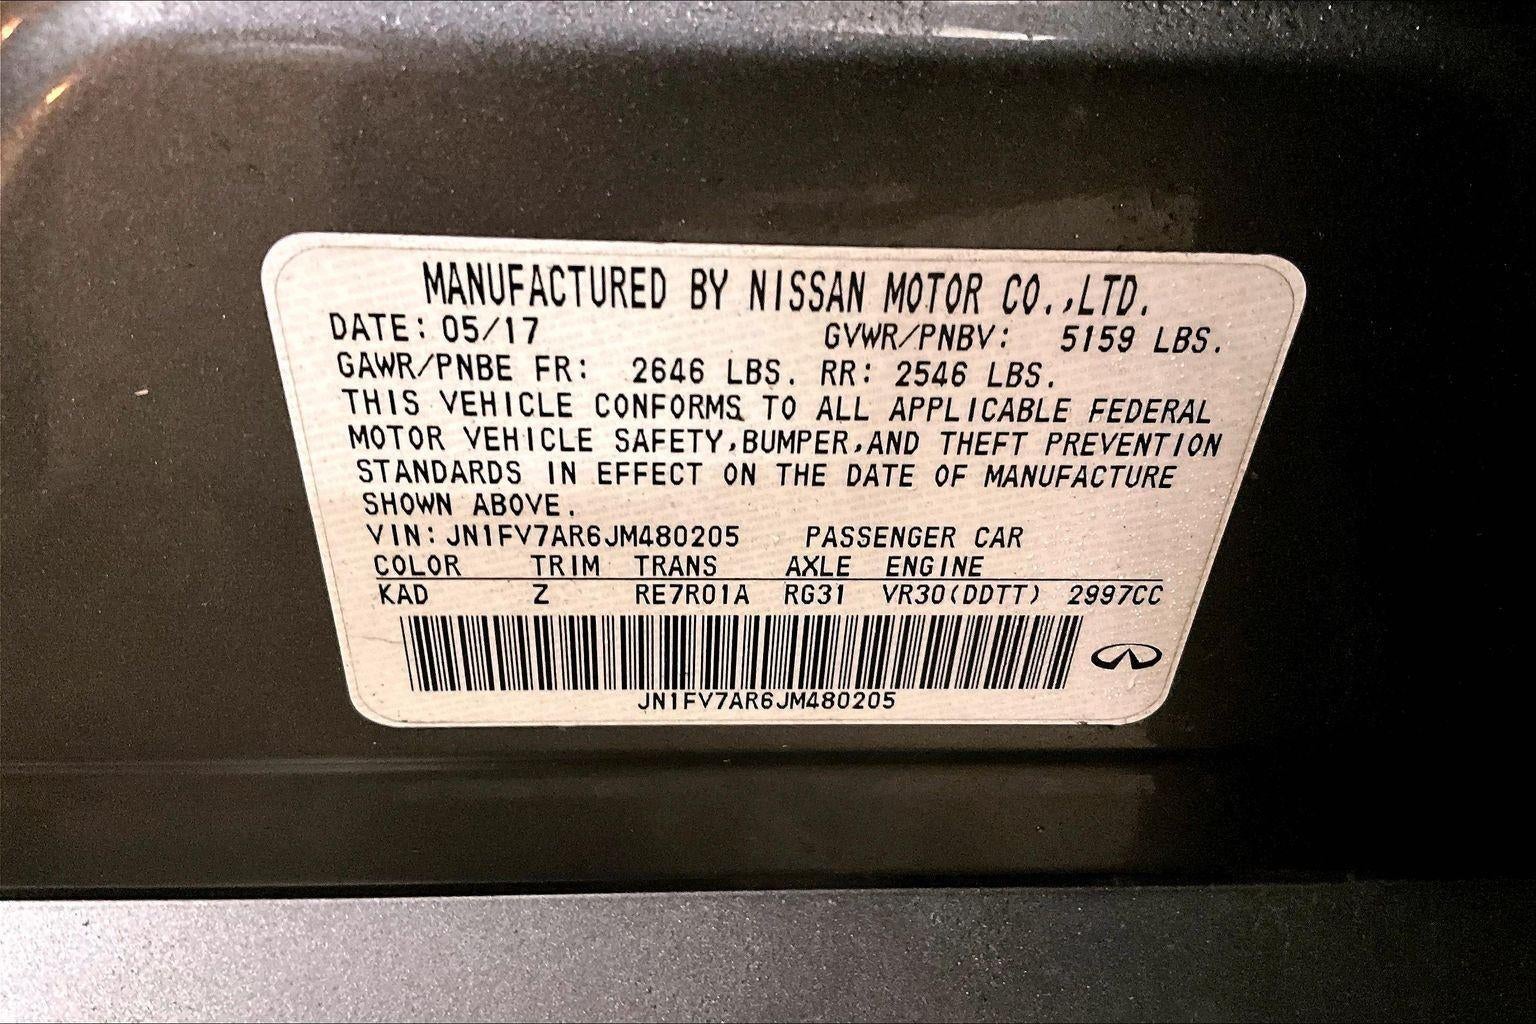 MANUFACTURED BY NISSAN MOTOR CO.,LTD.
DATE: 05/17 GVWR/PNBV: 5159 LBS.
GAWR/PNBE FR: 2646 LBS. RR: 2546 LBS.
THIS VEHICLE CONFORMS TO ALL APPLICABLE FEDERAL
MOTOR VEHICLE SAFETY,BUMPER,AND THEFT PREVENTION
STANDARDS IN EFFECT ON THE DATE OF MANUFACTURE
SHOWN ABOVE.
VIN: JN1FV7AR6JM480205 PASSENGER CAR
COLOR TRIM TRANS AXLE ENGINE
KAD Z RE7R01A RG31 VR30(DDTT) 2997CC
JN1FV7AR6JM480205